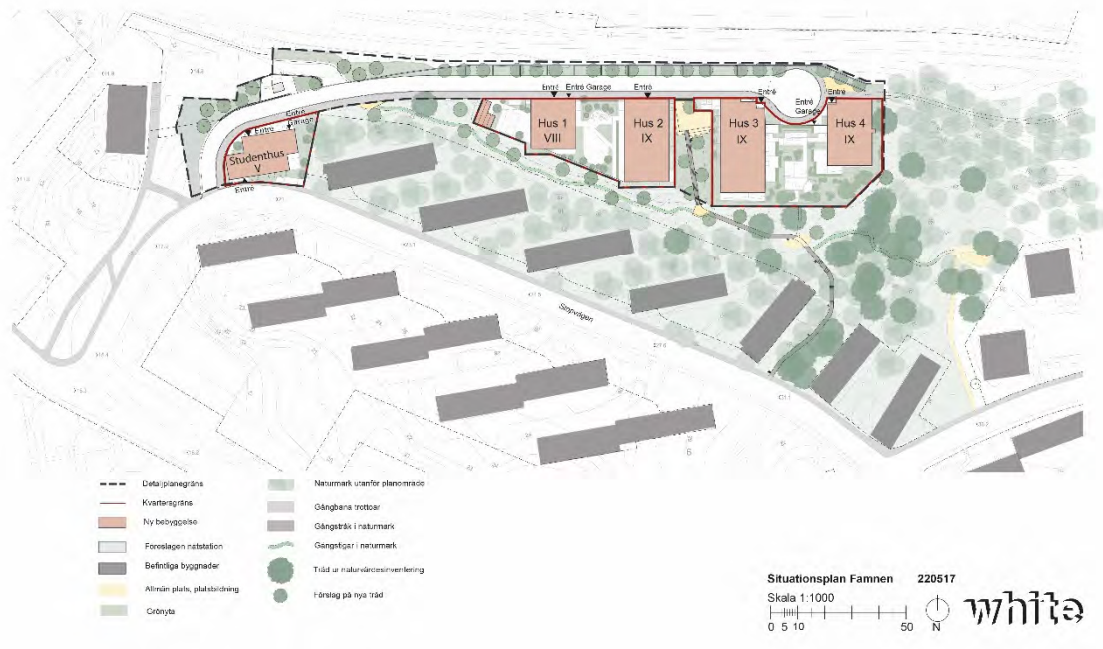 Entré
Entré Garage
Entré
Entré
Entré
Entré
Garage
Hus 1
VIII
Hus 2
IX
Hus 3
IX
Hus 4
IX
Entré
Garage
Entré
Studenthus
V
Entré
Siopvägen
Detaljplanegräns
Kvartersgräns
Ny bebyggelse
Föreslagen nätstation
Befintliga byggnader
Allmän plats, platsbildning
Grönyta
Naturmark utanför planområde
Gångbana trottoar
Gångstråk i naturmark
Gångstigar i naturmark
Träd ur naturvärdesinventering
Förslag på nya träd
Situationsplan Famnen 220517
Skala 1:1000
0 5 10 50 N
white